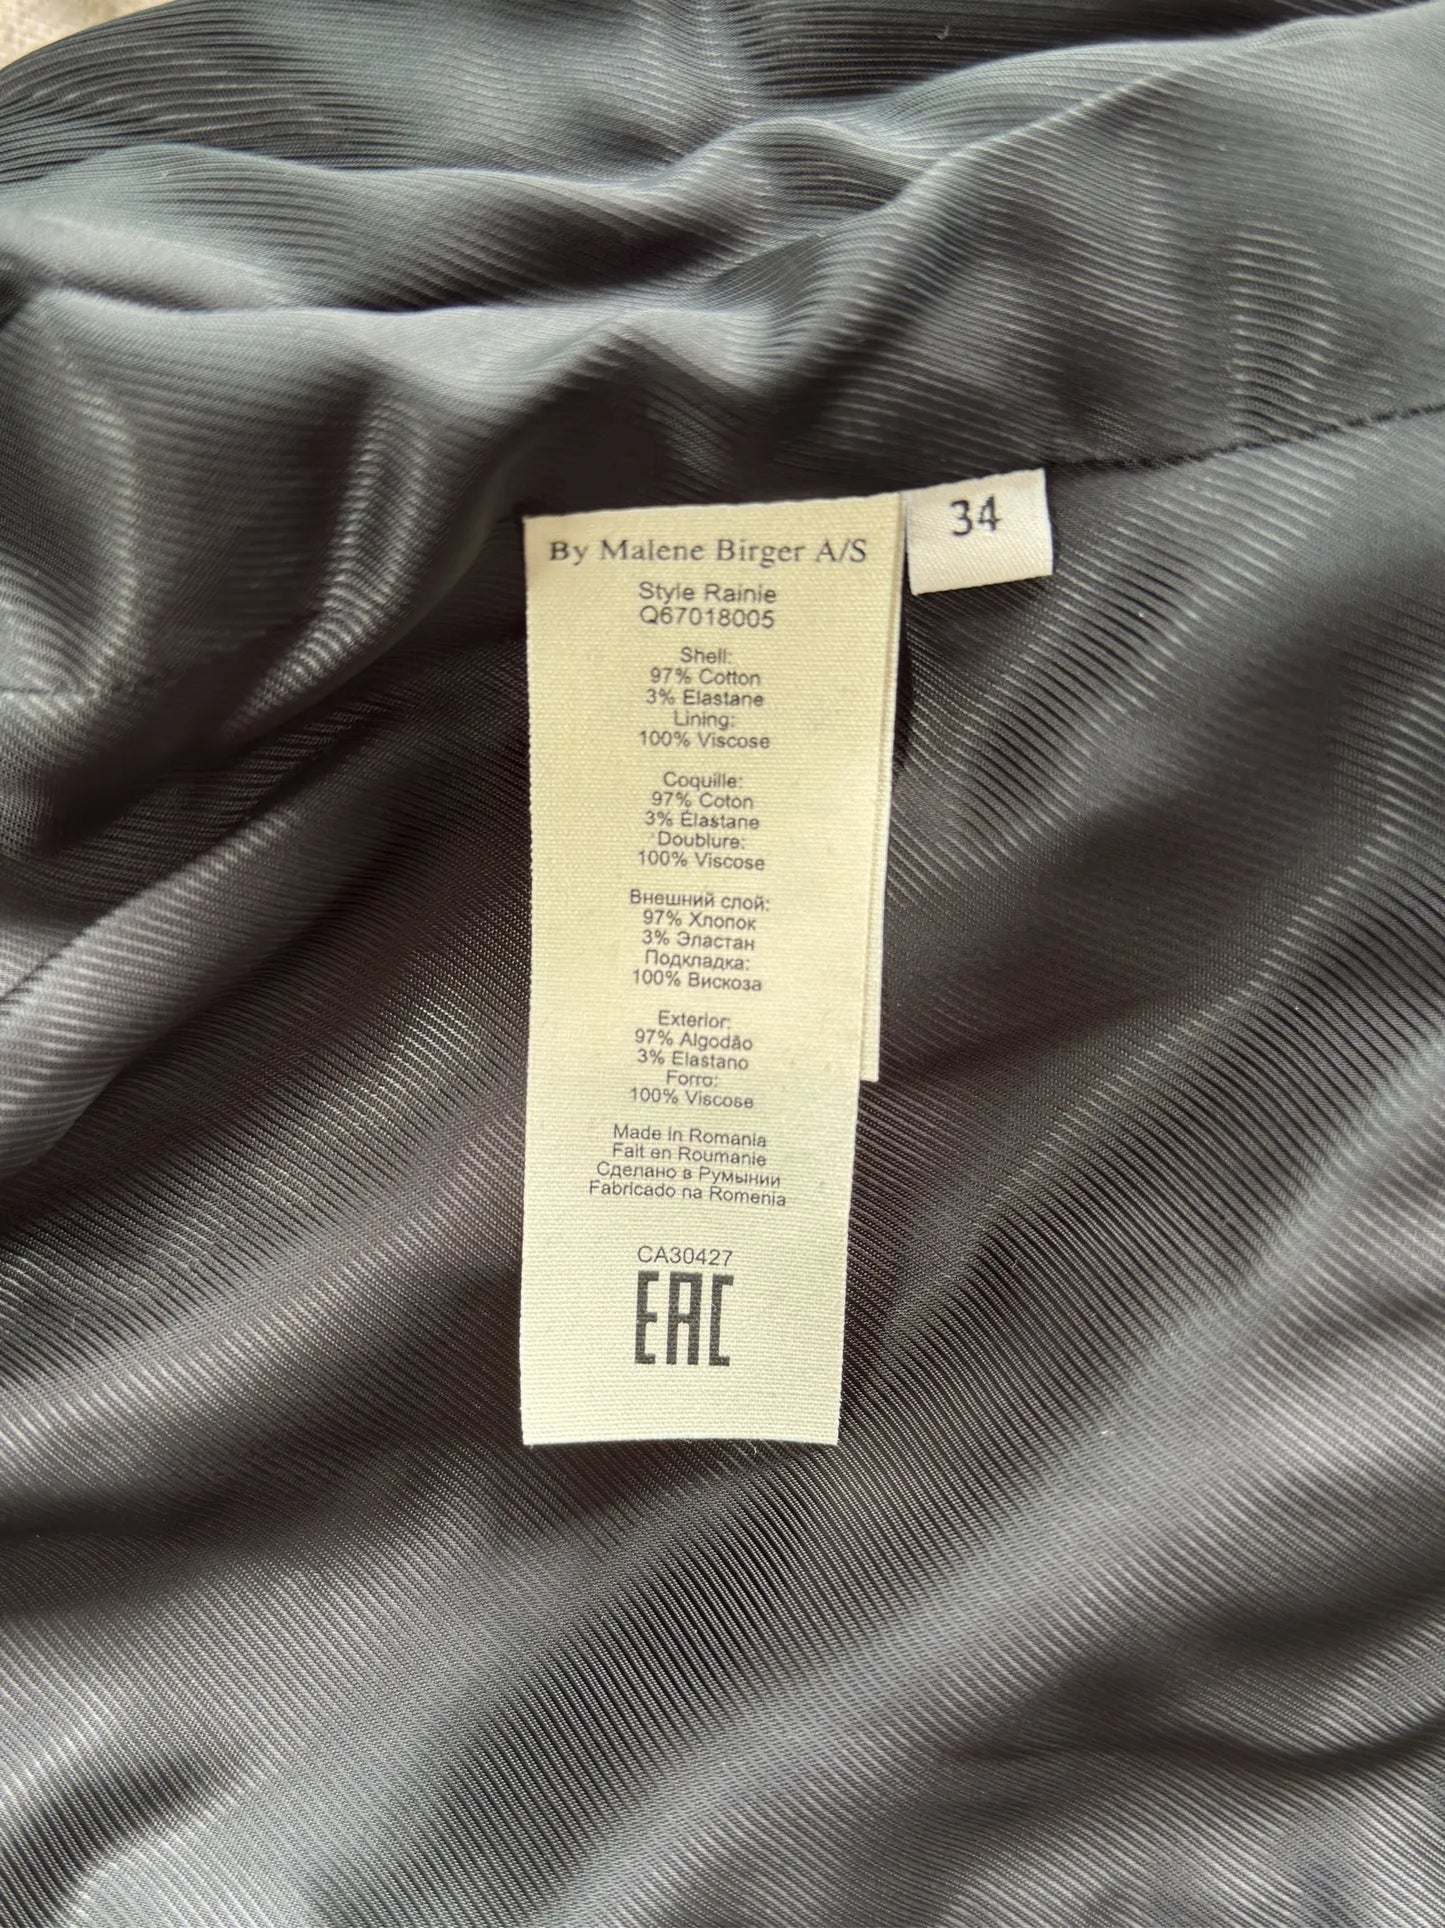 By Malene Birger A/S
34
Style Rainie
Q67018005
Shell:
97% Cotton
3% Elastane
Lining:
100% Viscose
Coquille:
97% Coton
3% Élastane
Doublure:
100% Viscose
Внешний слой:
97% Хлопок
3% Эластан
Подкладка:
100% Вискоза
Exterior:
97% Algodão
3% Elastano
Forro:
100% Viscose
Made in Romania
Fait en Roumanie
Сделано в Румынии
Fabricado na Romenia
CA30427
EAC